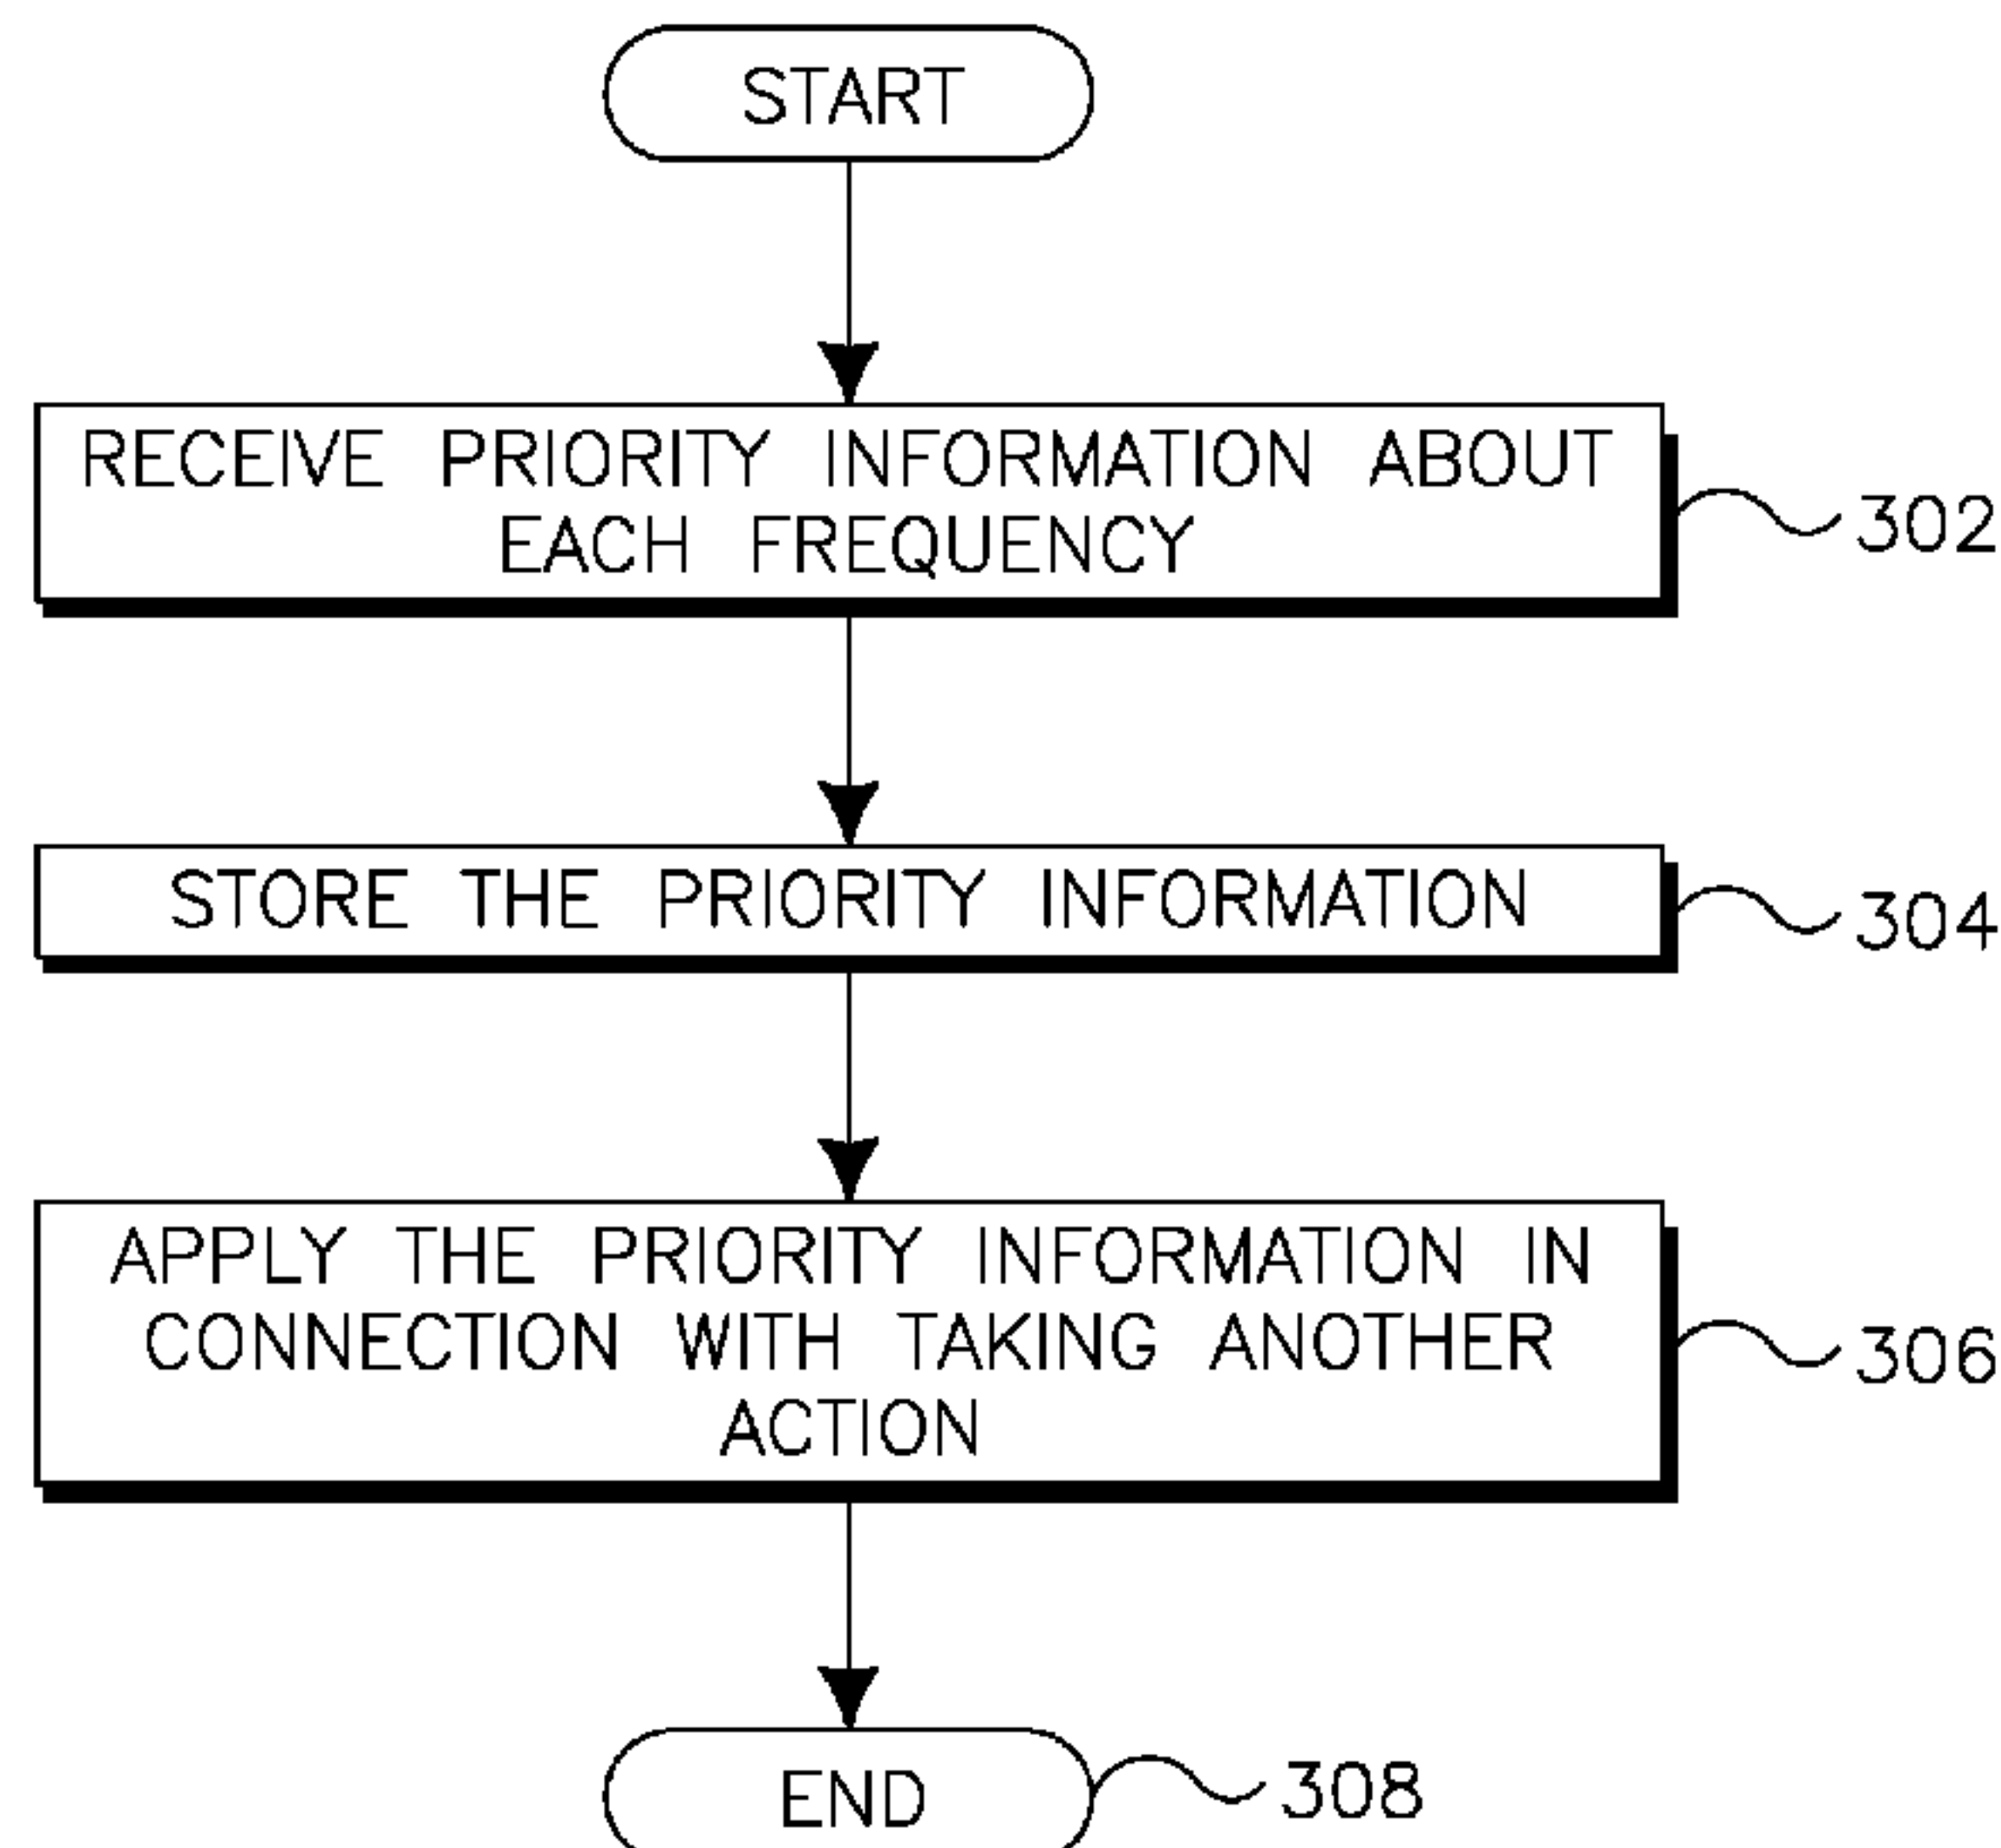 START
RECEIVE PRIORITY INFORMATION ABOUT
EACH FREQUENCY
302
STORE THE PRIORITY INFORMATION
304
APPLY THE PRIORITY INFORMATION IN
CONNECTION WITH TAKING ANOTHER
ACTION
306
END
308